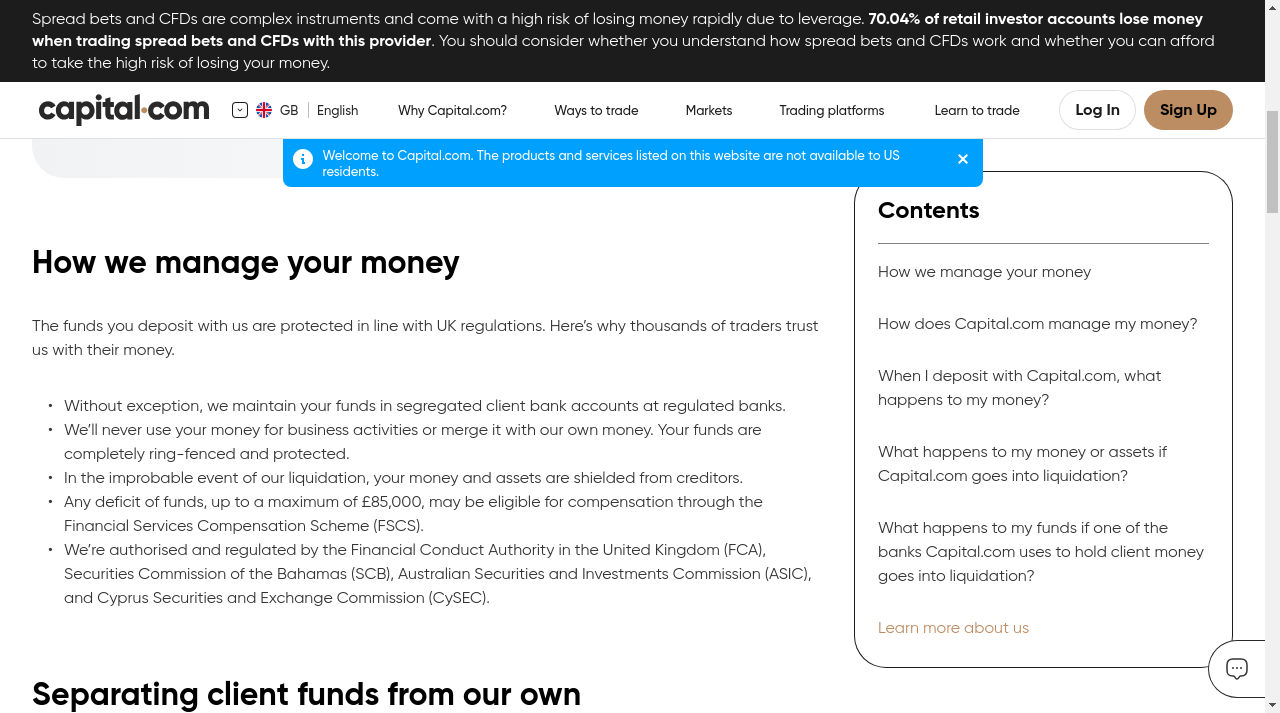 Spread bets and CFDs are complex instruments and come with a high risk of losing money rapidly due to leverage. 70.04% of retail investor accounts lose money
when trading spread bets and CFDs with this provider. You should consider whether you understand how spread bets and CFDs work and whether you can afford
to take the high risk of losing your money.
capital.com GB English Why Capital.com? Ways to trade Markets Trading platforms Learn to trade Log In Sign Up
Welcome to Capital.com. The products and services listed on this website are not available to US
residents.
How we manage your money
The funds you deposit with us are protected in line with UK regulations. Here’s why thousands of traders trust
us with their money.
• Without exception, we maintain your funds in segregated client bank accounts at regulated banks.
• We’ll never use your money for business activities or merge it with our own money. Your funds are
completely ring-fenced and protected.
• In the improbable event of our liquidation, your money and assets are shielded from creditors.
• Any deficit of funds, up to a maximum of £85,000, may be eligible for compensation through the
Financial Services Compensation Scheme (FSCS).
• We’re authorised and regulated by the Financial Conduct Authority in the United Kingdom (FCA),
Securities Commission of the Bahamas (SCB), Australian Securities and Investments Commission (ASIC),
and Cyprus Securities and Exchange Commission (CySEC).
Separating client funds from our own
Contents
How we manage your money
How does Capital.com manage my money?
When I deposit with Capital.com, what
happens to my money?
What happens to my money or assets if
Capital.com goes into liquidation?
What happens to my funds if one of the
banks Capital.com uses to hold client money
goes into liquidation?
Learn more about us